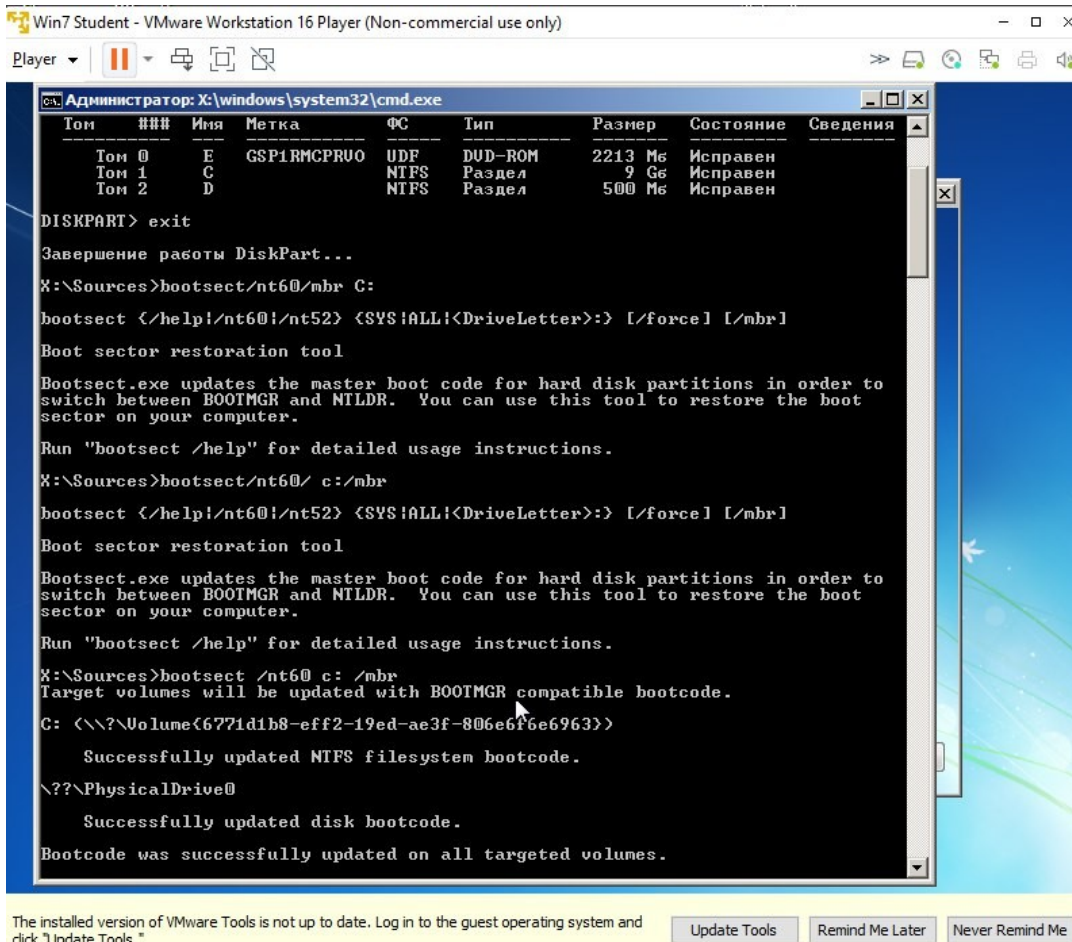 Win7 Student - VMware Workstation 16 Player (Non-commercial use only)
Player
Администратор: X:\windows\system32\cmd.exe
Том ### Имя Метка ФС Тип Размер Состояние Сведения
Том 0 E GSP1RMCPRVO UDF DVD-ROM 2213 Мб Исправен
Том 1 C NTFS Раздел 9 Gб Исправен
Том 2 D NTFS Раздел 500 Мб Исправен
DISKPART> exit
Завершение работы DiskPart...
X:\Sources>bootsect/nt60/mbr C:
bootsect {/help|/nt60|/nt52} {SYS|ALL|<DriveLetter>:} [/force] [/mbr]
Boot sector restoration tool
Bootsect.exe updates the master boot code for hard disk partitions in order to
switch between BOOTMGR and NTLDR. You can use this tool to restore the boot
sector on your computer.
Run "bootsect /help" for detailed usage instructions.
X:\Sources>bootsect/nt60/ c:/mbr
bootsect {/help|/nt60|/nt52} {SYS|ALL|<DriveLetter>:} [/force] [/mbr]
Boot sector restoration tool
Bootsect.exe updates the master boot code for hard disk partitions in order to
switch between BOOTMGR and NTLDR. You can use this tool to restore the boot
sector on your computer.
Run "bootsect /help" for detailed usage instructions.
X:\Sources>bootsect /nt60 c: /mbr
Target volumes will be updated with BOOTMGR compatible bootcode.
C: (\\?\Volume{6771d1b8-eff2-19ed-ae3f-806e6f6e6963})
Successfully updated NTFS filesystem bootcode.
\??\PhysicalDrive0
Successfully updated disk bootcode.
Bootcode was successfully updated on all targeted volumes.
The installed version of VMware Tools is not up to date. Log in to the guest operating system and
click "Update Tools."
Update Tools
Remind Me Later
Never Remind Me